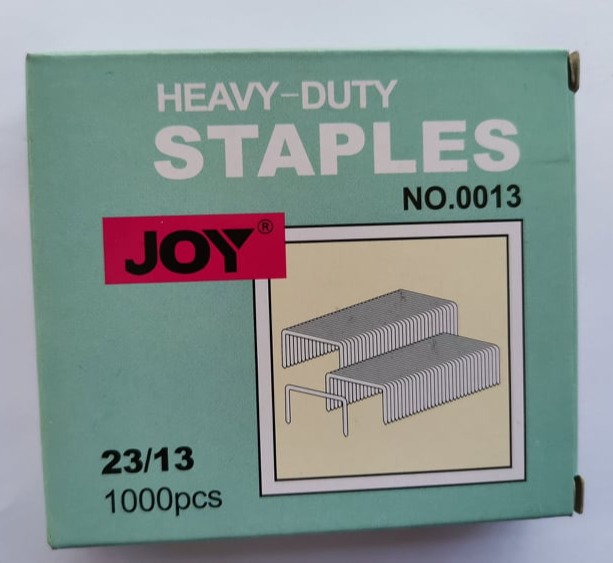 HEAVY-DUTY
STAPLES
NO.0013
JOY®
23/13
1000pcs